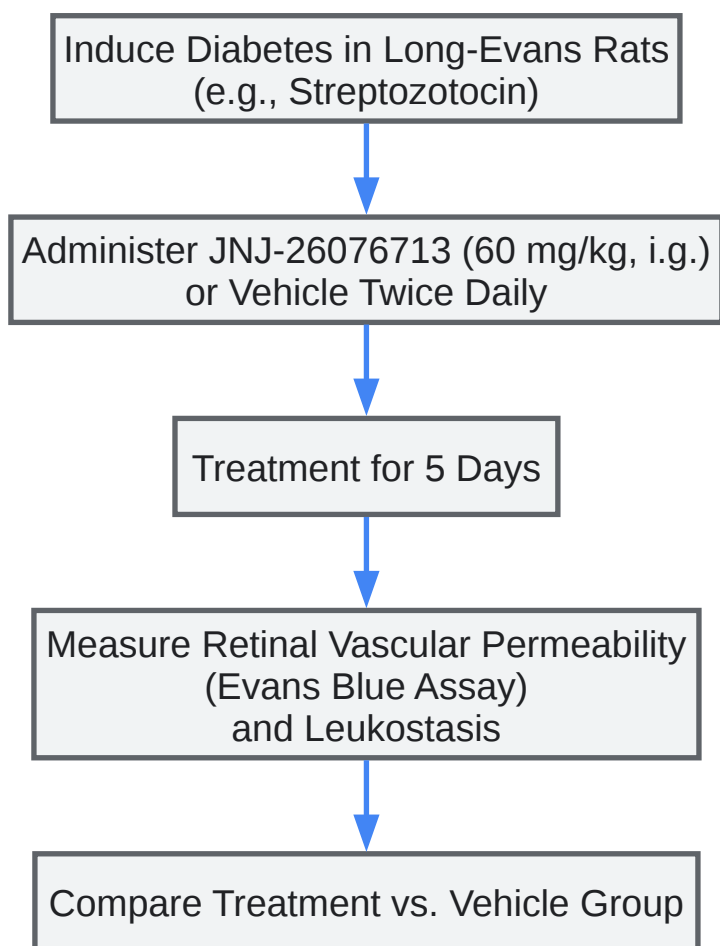 Induce Diabetes in Long-Evans Rats
(e.g., Streptozotocin)
Administer JNJ-26076713 (60 mg/kg, i.g.)
or Vehicle Twice Daily
Treatment for 5 Days
Measure Retinal Vascular Permeability
(Evans Blue Assay)
and Leukostasis
Compare Treatment vs. Vehicle Group